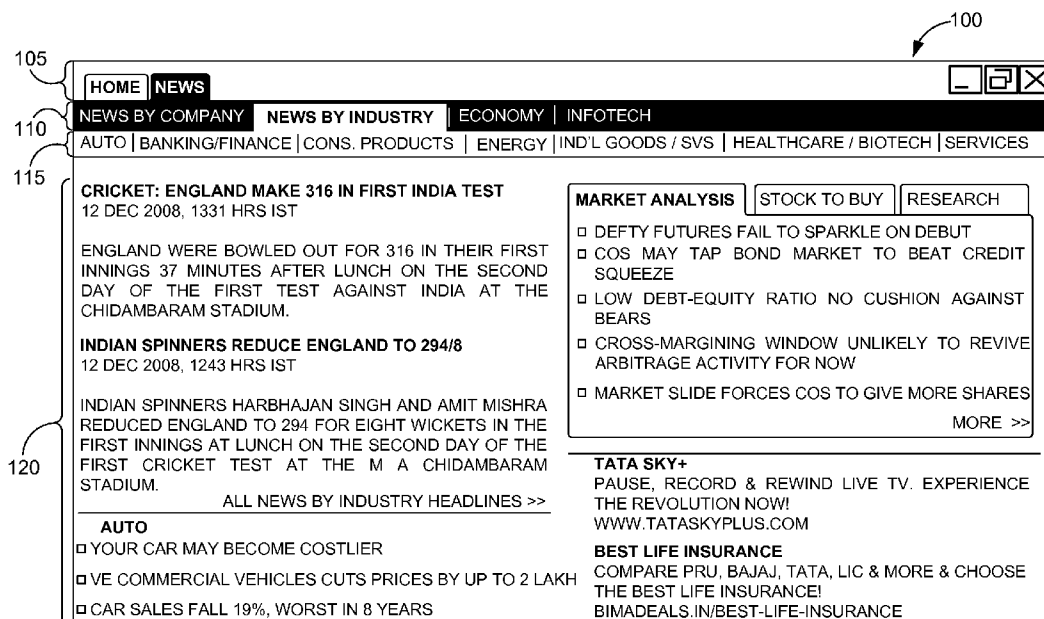 100
105
HOME NEWS
110
NEWS BY COMPANY NEWS BY INDUSTRY ECONOMY | INFOTECH
115
AUTO | BANKING/FINANCE | CONS. PRODUCTS | ENERGY | IND'L GOODS / SVS | HEALTHCARE / BIOTECH | SERVICES
120
CRICKET: ENGLAND MAKE 316 IN FIRST INDIA TEST
12 DEC 2008, 1331 HRS IST
ENGLAND WERE BOWLED OUT FOR 316 IN THEIR FIRST
INNINGS 37 MINUTES AFTER LUNCH ON THE SECOND
DAY OF THE FIRST TEST AGAINST INDIA AT THE
CHIDAMBARAM STADIUM.
INDIAN SPINNERS REDUCE ENGLAND TO 294/8
12 DEC 2008, 1243 HRS IST
INDIAN SPINNERS HARBHAJAN SINGH AND AMIT MISHRA
REDUCED ENGLAND TO 294 FOR EIGHT WICKETS IN THE
FIRST INNINGS AT LUNCH ON THE SECOND DAY OF THE
FIRST CRICKET TEST AT THE M A CHIDAMBARAM
STADIUM.
ALL NEWS BY INDUSTRY HEADLINES >>
AUTO
YOUR CAR MAY BECOME COSTLIER
VE COMMERCIAL VEHICLES CUTS PRICES BY UP TO 2 LAKH
CAR SALES FALL 19%, WORST IN 8 YEARS
MARKET ANALYSIS STOCK TO BUY RESEARCH
DEFTY FUTURES FAIL TO SPARKLE ON DEBUT
COS MAY TAP BOND MARKET TO BEAT CREDIT
SQUEEZE
LOW DEBT-EQUITY RATIO NO CUSHION AGAINST
BEARS
CROSS-MARGINING WINDOW UNLIKELY TO REVIVE
ARBITRAGE ACTIVITY FOR NOW
MARKET SLIDE FORCES COS TO GIVE MORE SHARES
MORE >>
TATA SKY+
PAUSE, RECORD & REWIND LIVE TV. EXPERIENCE
THE REVOLUTION NOW!
WWW.TATASKYPLUS.COM
BEST LIFE INSURANCE
COMPARE PRU, BAJAJ, TATA, LIC & MORE & CHOOSE
THE BEST LIFE INSURANCE!
BIMADEALS.IN/BEST-LIFE-INSURANCE